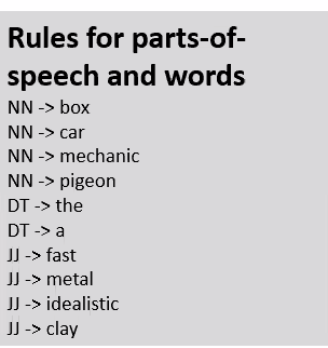 Rules for parts-of-
speech and words
NN -> box
NN -> car
NN -> mechanic
NN -> pigeon
DT -> the
DT -> a
JJ -> fast
JJ -> metal
JJ -> idealistic
JJ -> clay